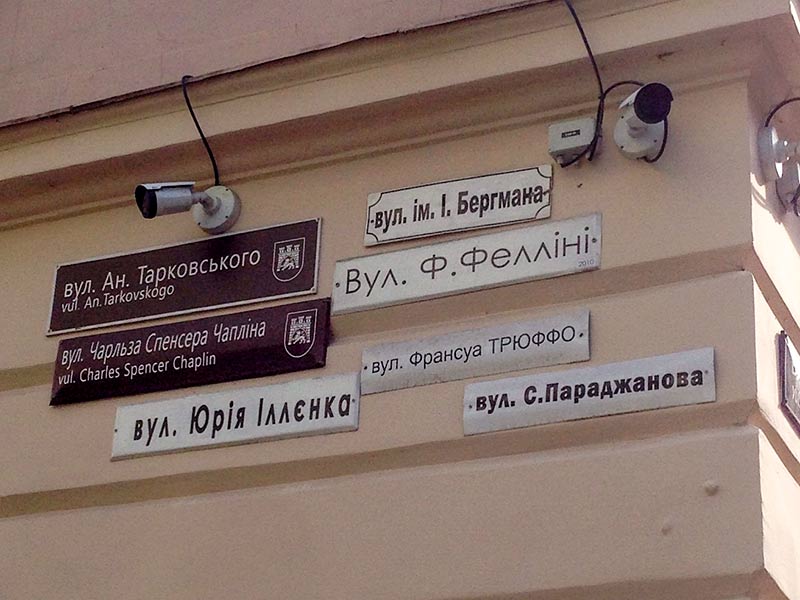 вул. ім. І. Бергмана
вул. Ан. Тарковського
vul. An.Tarkovskogo
Вул. Ф.Фелліні
2010
вул. Чарльза Спенсера Чапліна
vul. Charles Spencer Chaplin
вул. Франсуа ТРЮФФО
вул. Юрія Іллєнка
вул. С.Параджанова